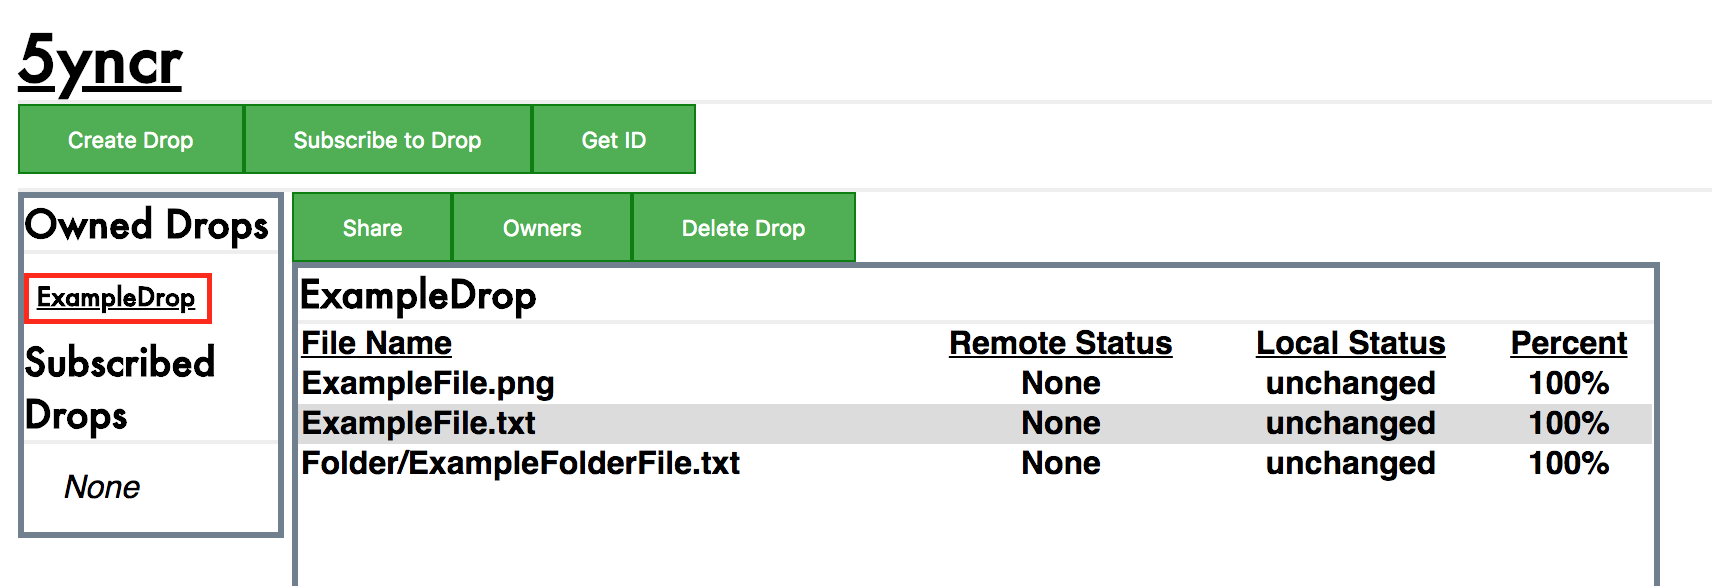 5yncr
Create Drop Subscribe to Drop Get ID
Owned Drops
ExampleDrop
Subscribed
Drops
None
Share Owners Delete Drop
ExampleDrop
File Name Remote Status Local Status Percent
ExampleFile.png None unchanged 100%
ExampleFile.txt None unchanged 100%
Folder/ExampleFolderFile.txt None unchanged 100%